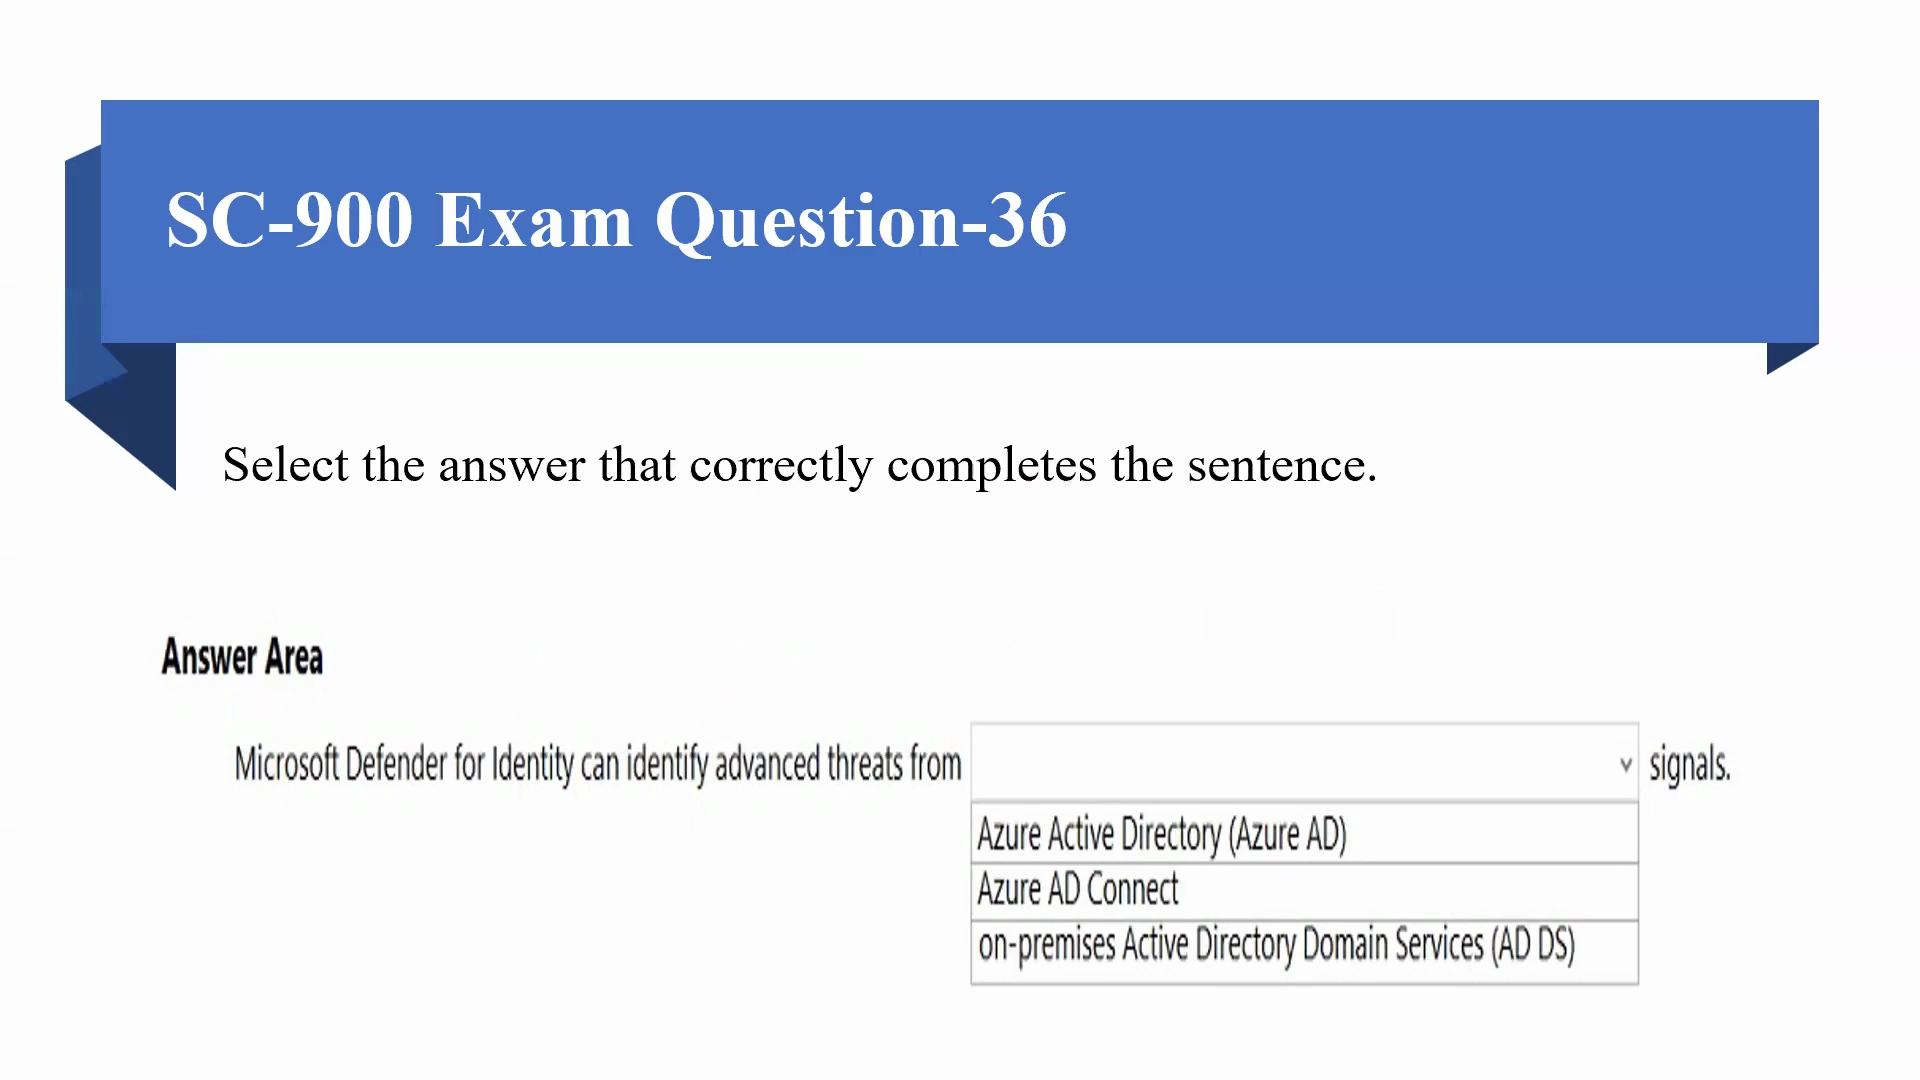 SC-900 Exam Question-36
Select the answer that correctly completes the sentence.
Answer Area
Microsoft Defender for Identity can identify advanced threats from signals.
Azure Active Directory (Azure AD)
Azure AD Connect
on-premises Active Directory Domain Services (AD DS)